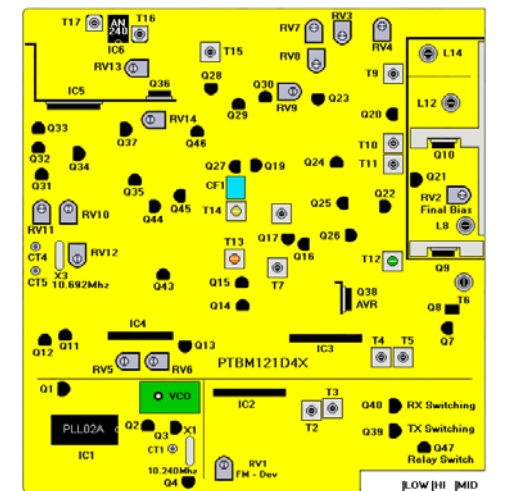 T17
AN
240
T16
IC6
RV13
T15
RV7
RV3
RV8
RV4
L14
T9
IC5
Q36
Q28
Q30
RV9
Q23
Q29
L12
Q20
Q33
Q37
RV14
Q46
T10
Q10
Q32
Q34
Q27
Q19
Q24
T11
Q31
Q35
CF1
Q21
RV2
Final Bias
Q45
Q44
T14
Q25
Q22
L8
RV11
RV10
Q17
Q16
Q26
CT4
X3
RV12
T13
T12
Q9
CT5
10.692Mhz
Q43
Q15
T7
Q38
AVR
T6
Q14
Q8
Q7
IC4
IC3
Q12
Q11
Q13
T4
T5
RV5
RV6
PTBM121D4X
Q1
VCO
IC2
T3
T2
Q40
RX Switching
PLL02A
IC1
Q2
Q3
X1
Q39
TX Switching
CT1
Q47
Relay Switch
10.240Mhz
Q4
RV1
FM - Dev
|LOW |HI |MID